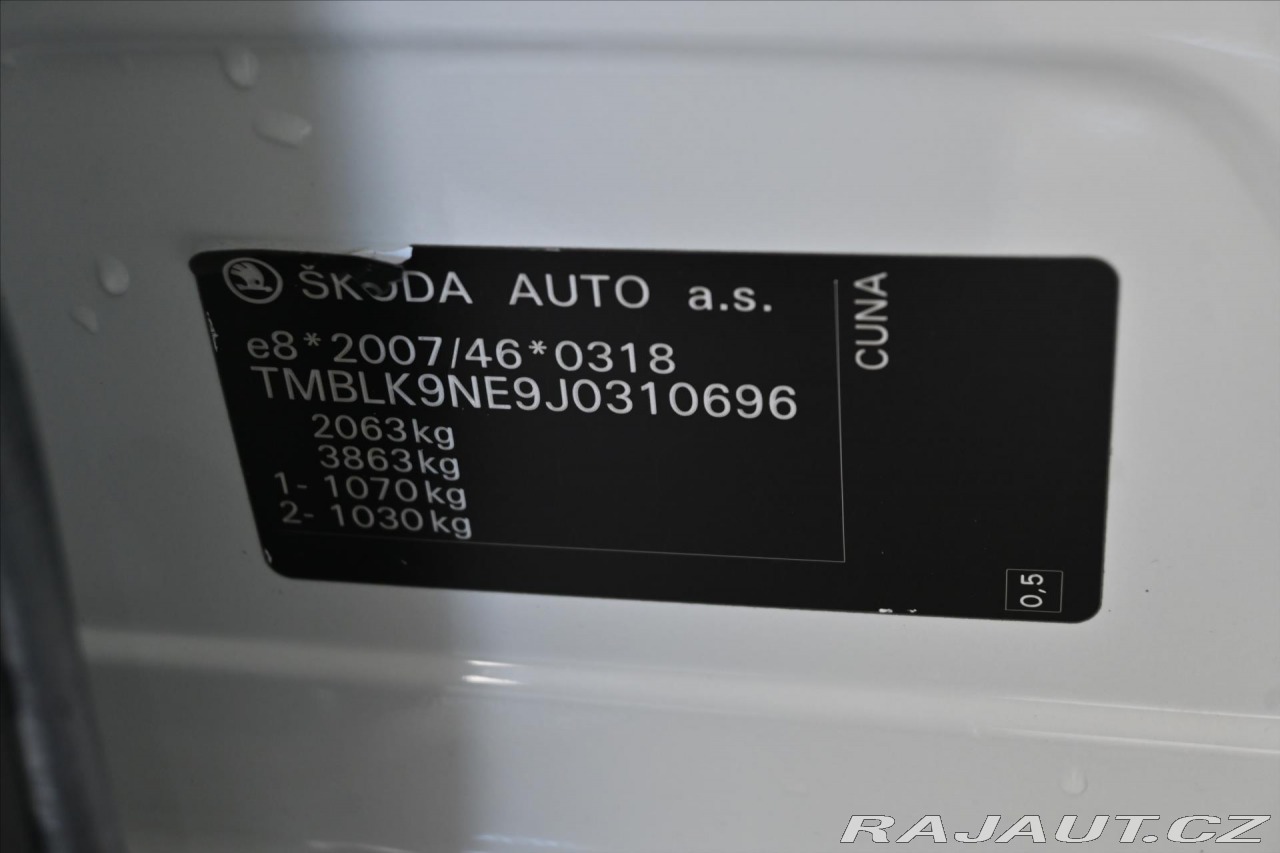 ŠKODA AUTO a.s.
e8*2007/46*0318
TMBLK9NE9J0310696
2063kg
3863kg
1- 1070kg
2- 1030kg
CUNA
0,5
RAJAUT.CZ